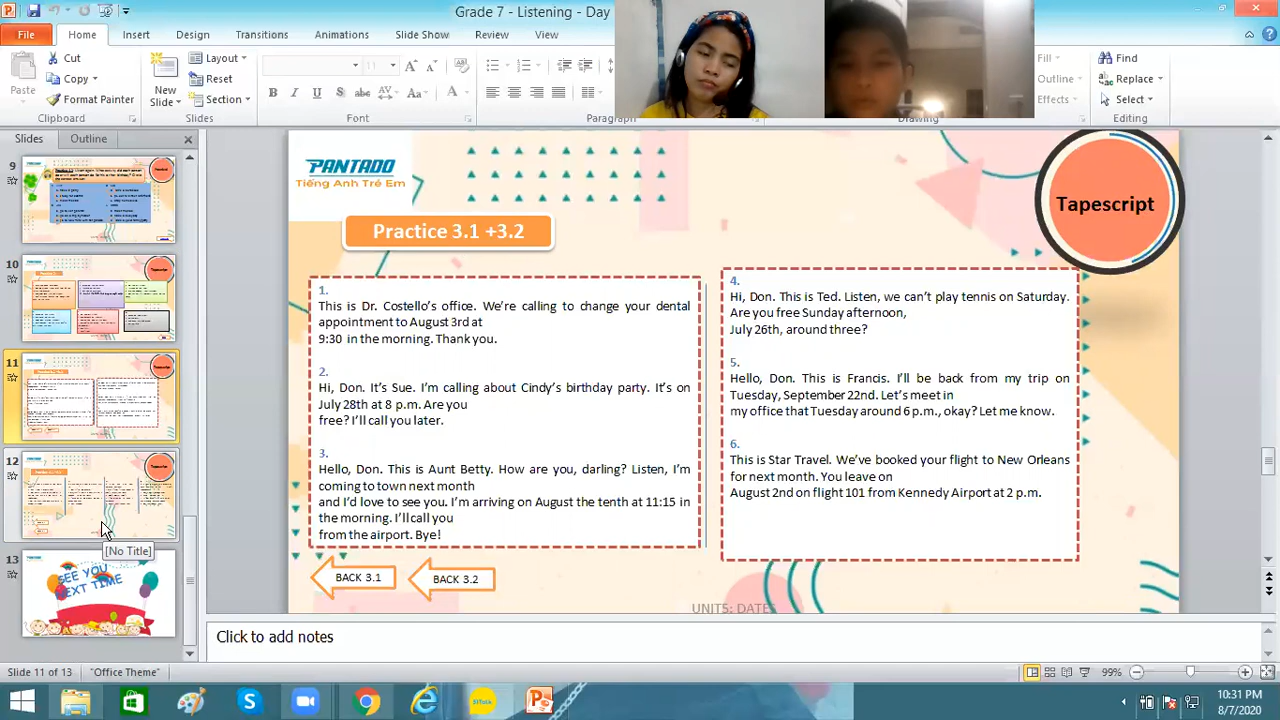 Grade 7 - Listening - Day
File Home Insert Design Transitions Animations Slide Show Review View
Cut
Copy
Format Painter
Paste
Clipboard
New
Slide
Layout
Reset
Section
Slides
Font
Paragraph
Drawing
Fill
Outline
Effects
Find
Replace
Select
Editing
Slides Outline
9
10
11
12
13
[No Title]
SEE YOU
NEXT TIME
PANTADO
Tiếng Anh Trẻ Em
Tapescript
Practice 3.1 +3.2
1.
This is Dr. Costello's office. We're calling to change your dental
appointment to August 3rd at
9:30 in the morning. Thank you.
2.
Hi, Don. It's Sue. I'm calling about Cindy's birthday party. It's on
July 28th at 8 p.m. Are you
free? I'll call you later.
3.
Hello, Don. This is Aunt Betty. How are you, darling? Listen, I'm
coming to town next month
and I'd love to see you. I'm arriving on August the tenth at 11:15 in
the morning. I'll call you
from the airport. Bye!
4.
Hi, Don. This is Ted. Listen, we can't play tennis on Saturday.
Are you free Sunday afternoon,
July 26th, around three?
5.
Hello, Don. This is Francis. I'll be back from my trip on
Tuesday, September 22nd. Let's meet in
my office that Tuesday around 6 p.m., okay? Let me know.
6.
This is Star Travel. We've booked your flight to New Orleans
for next month. You leave on
August 2nd on flight 101 from Kennedy Airport at 2 p.m.
BACK 3.1
BACK 3.2
UNITS: DATES
Click to add notes
Slide 11 of 13
"Office Theme"
99%
10:31 PM
8/7/2020